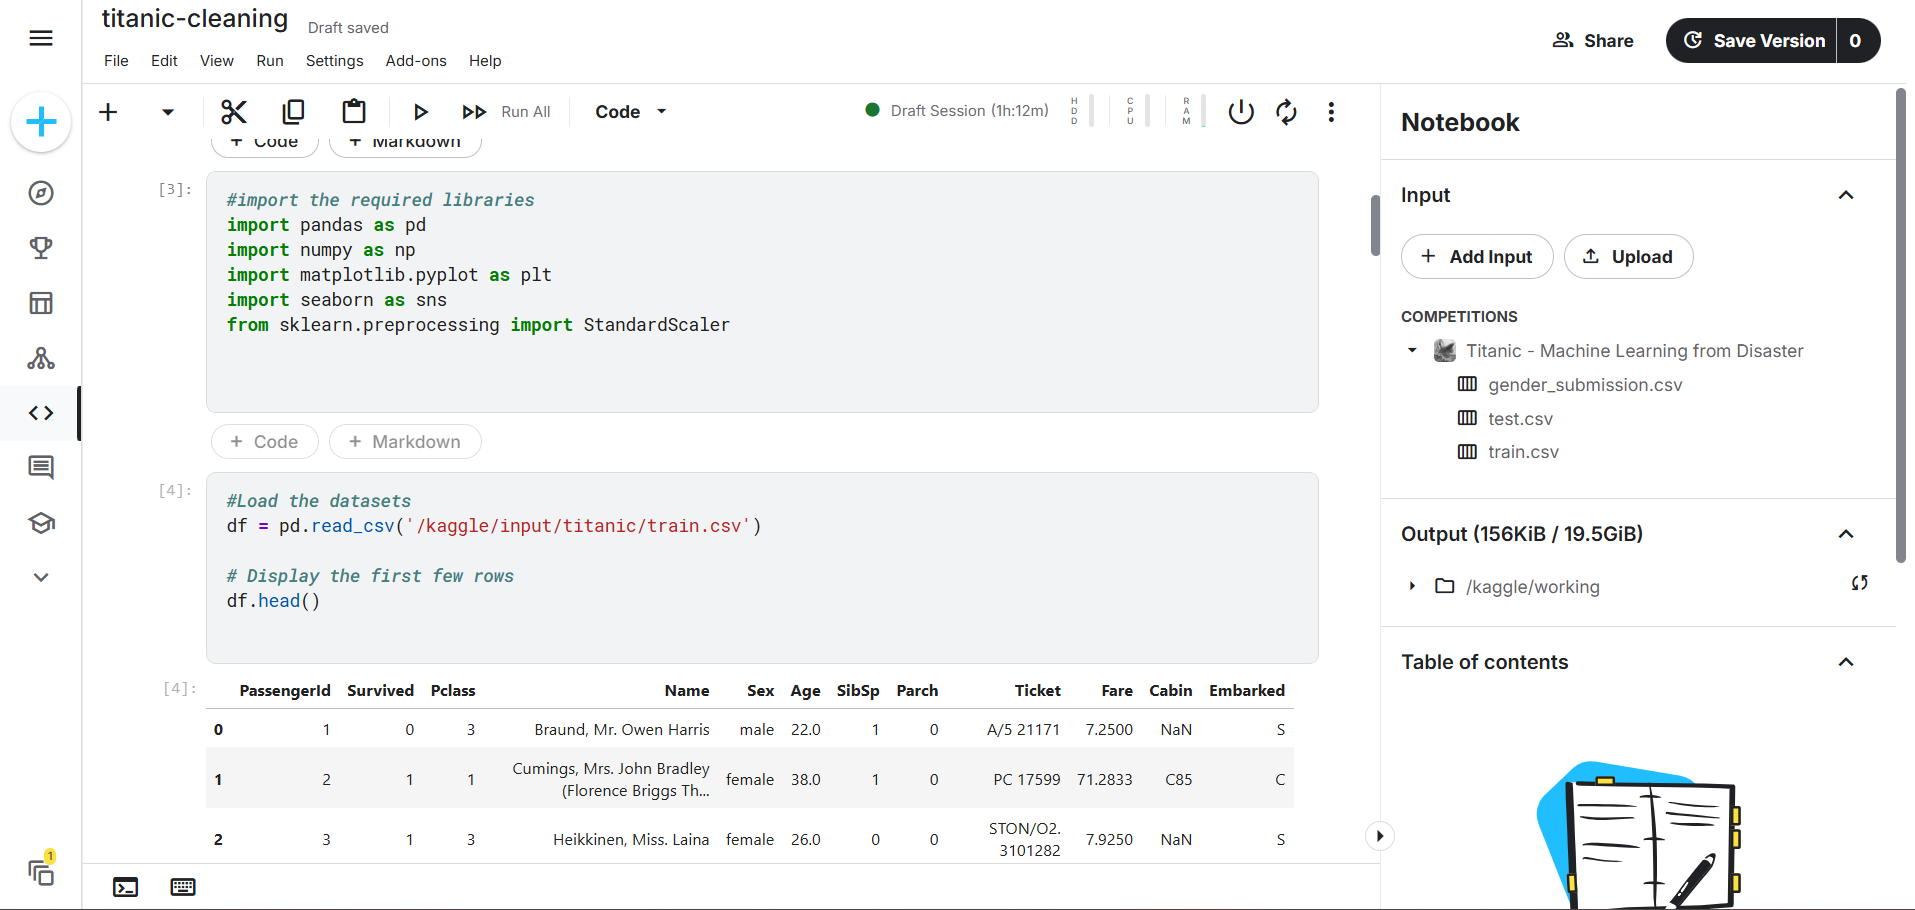 titanic-cleaning
Draft saved
File Edit View Run Settings Add-ons Help
Share
Save Version 0
Run All
Code
Draft Session (1h:12m)
HDD
CPU
RAM
+ Code + Markdown
[3]:
#import the required libraries
import pandas as pd
import numpy as np
import matplotlib.pyplot as plt
import seaborn as sns
from sklearn.preprocessing import StandardScaler
+ Code + Markdown
[4]:
#Load the datasets
df = pd.read_csv('/kaggle/input/titanic/train.csv')
# Display the first few rows
df.head()
[4]:
PassengerId Survived Pclass Name Sex Age SibSp Parch Ticket Fare Cabin Embarked
0 1 0 3 Braund, Mr. Owen Harris male 22.0 1 0 A/5 21171 7.2500 NaN S
1 2 1 1 Cumings, Mrs. John Bradley (Florence Briggs Th... female 38.0 1 0 PC 17599 71.2833 C85 C
2 3 1 3 Heikkinen, Miss. Laina female 26.0 0 0 STON/O2. 3101282 7.9250 NaN S
1
Notebook
Input
+ Add Input
Upload
COMPETITIONS
Titanic - Machine Learning from Disaster
gender_submission.csv
test.csv
train.csv
Output (156KiB / 19.5GiB)
/kaggle/working
Table of contents